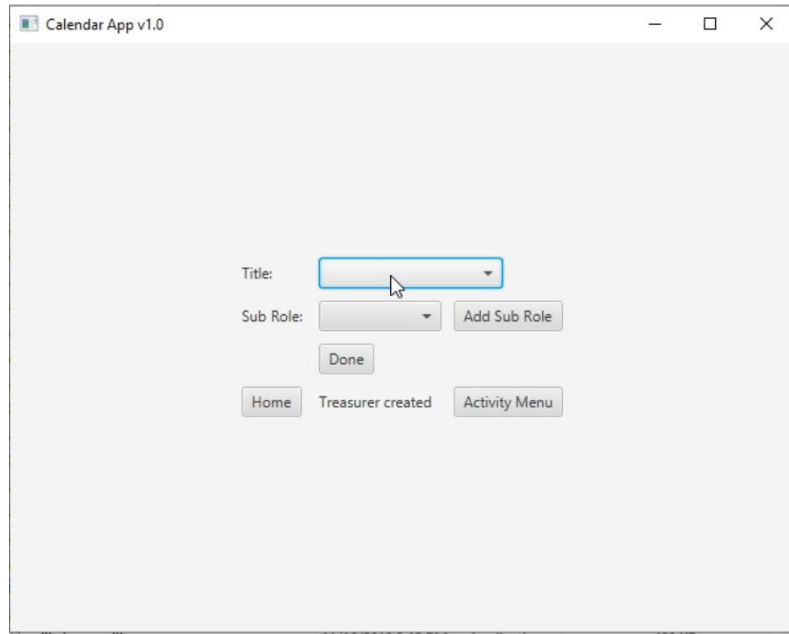 Calendar App v1.0
Title:
Sub Role: Add Sub Role
Done
Home Treasurer created Activity Menu